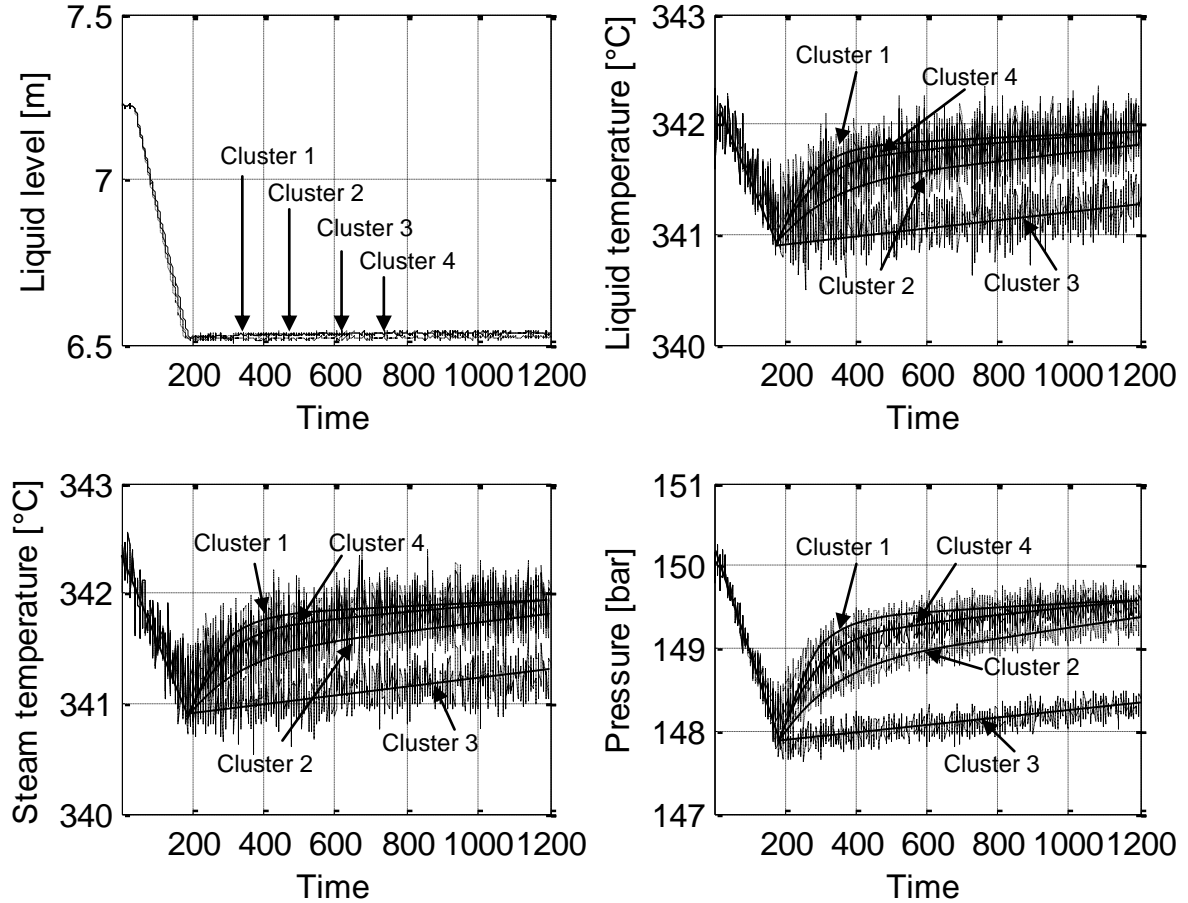 7.5
7
6.5
Liquid level [m]
Cluster 1
Cluster 2
Cluster 3
Cluster 4
200 400 600 800 1000 1200
Time
343
342
341
340
Liquid temperature [°C]
Cluster 1
Cluster 4
Cluster 2
Cluster 3
200 400 600 800 1000 1200
Time
343
342
341
340
Steam temperature [°C]
Cluster 1
Cluster 4
Cluster 2
Cluster 3
200 400 600 800 1000 1200
Time
151
150
149
148
147
Pressure [bar]
Cluster 1
Cluster 4
Cluster 2
Cluster 3
200 400 600 800 1000 1200
Time